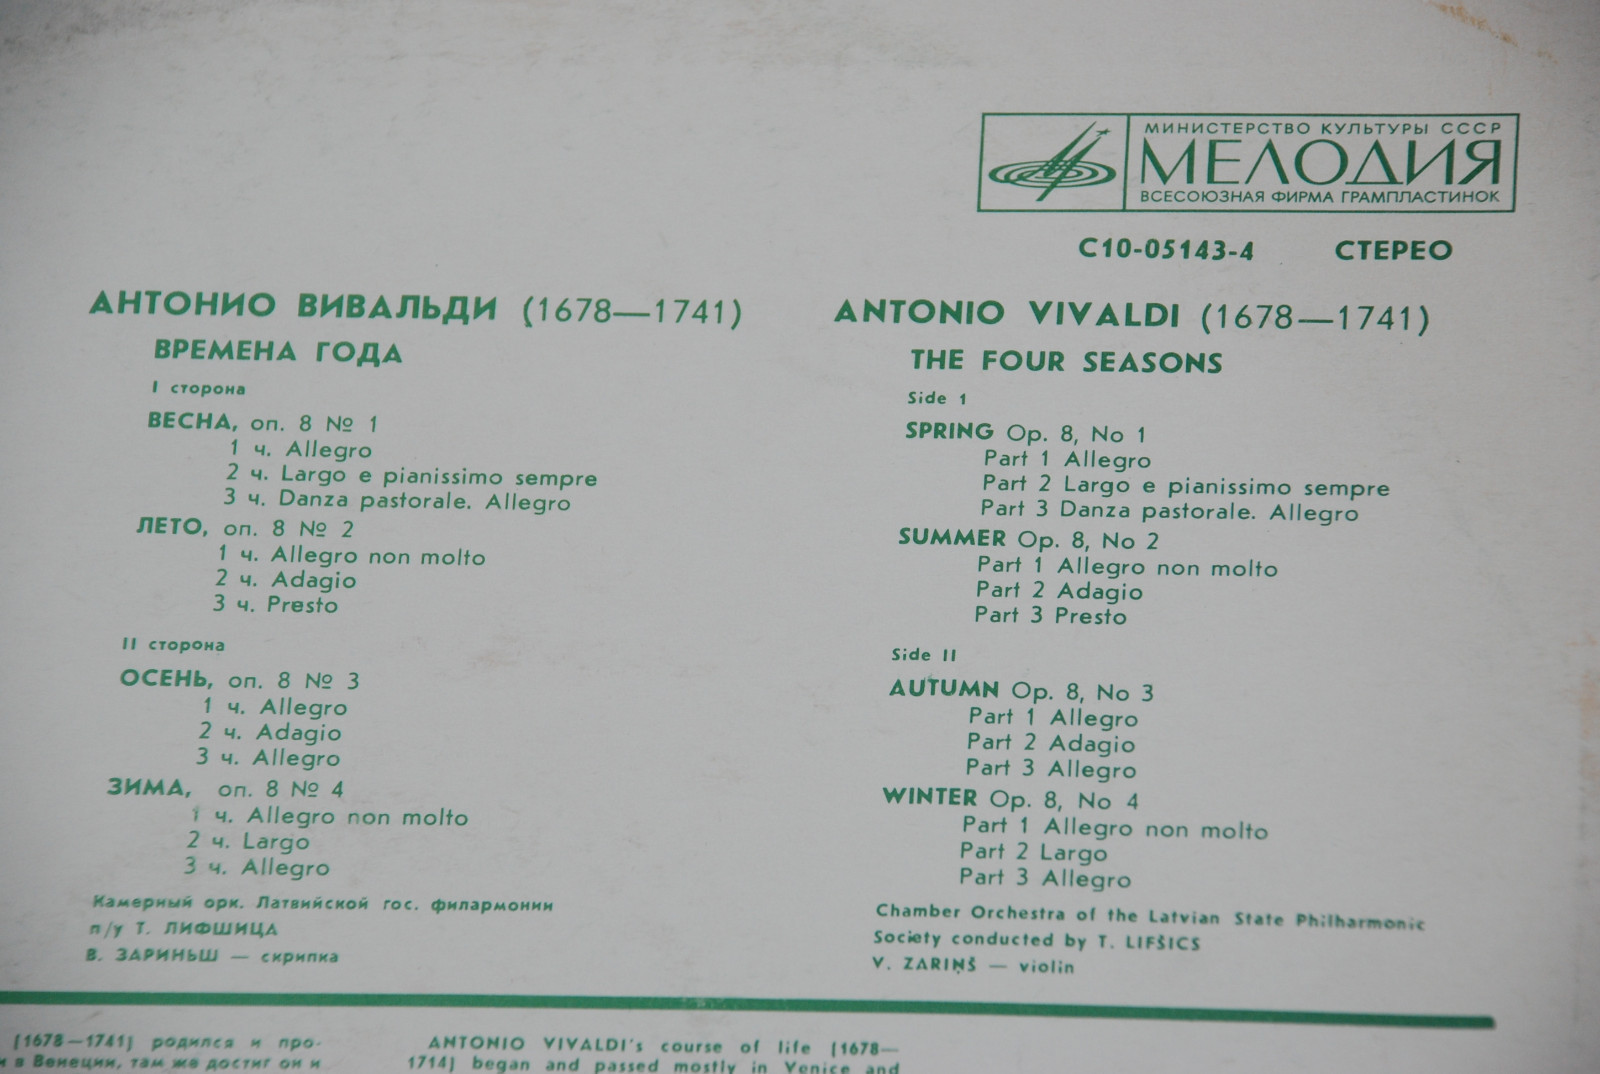 МИНИСТЕРСТВО КУЛЬТУРЫ СССР
МЕЛОДИЯ
ВСЕСОЮЗНАЯ ФИРМА ГРАМПЛАСТИНОК
С10-05143-4 СТЕРЕО
АНТОНИО ВИВАЛЬДИ (1678—1741)
ВРЕМЕНА ГОДА
I сторона
ВЕСНА, оп. 8 № 1
1 ч. Allegro
2 ч. Largo e pianissimo sempre
3 ч. Danza pastorale. Allegro
ЛЕТО, оп. 8 № 2
1 ч. Allegro non molto
2 ч. Adagio
3 ч. Presto
II сторона
ОСЕНЬ, оп. 8 № 3
1 ч. Allegro
2 ч. Adagio
3 ч. Allegro
ЗИМА, оп. 8 № 4
1 ч. Allegro non molto
2 ч. Largo
3 ч. Allegro
Камерный орк. Латвийской гос. филармонии
п/у Т. ЛИФШИЦА
В. ЗАРИНЬШ — скрипка
ANTONIO VIVALDI (1678—1741)
THE FOUR SEASONS
Side 1
SPRING Op. 8, No 1
Part 1 Allegro
Part 2 Largo e pianissimo sempre
Part 3 Danza pastorale. Allegro
SUMMER Op. 8, No 2
Part 1 Allegro non molto
Part 2 Adagio
Part 3 Presto
Side II
AUTUMN Op. 8, No 3
Part 1 Allegro
Part 2 Adagio
Part 3 Allegro
WINTER Op. 8, No 4
Part 1 Allegro non molto
Part 2 Largo
Part 3 Allegro
Chamber Orchestra of the Latvian State Philharmonic
Society conducted by T. LIFŠICS
V. ZARIŅŠ — violin
(1678—1741) родился и про-
в Венеции, там же достиг он и
ANTONIO VIVALDI's course of life (1678—
1714) began and passed mostly in Venice and